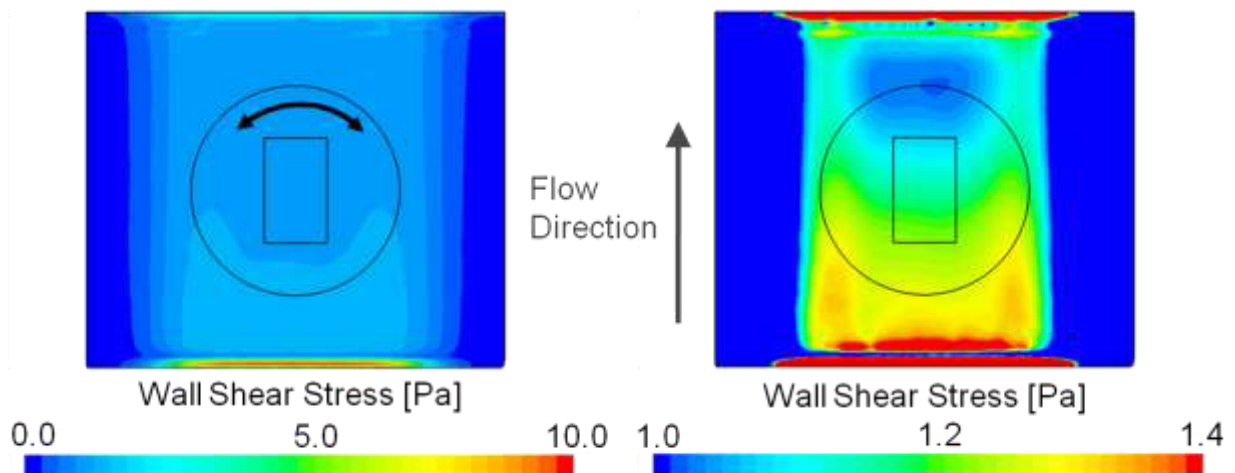 Flow
Direction
Wall Shear Stress [Pa]
0.0 5.0 10.0
Wall Shear Stress [Pa]
1.0 1.2 1.4